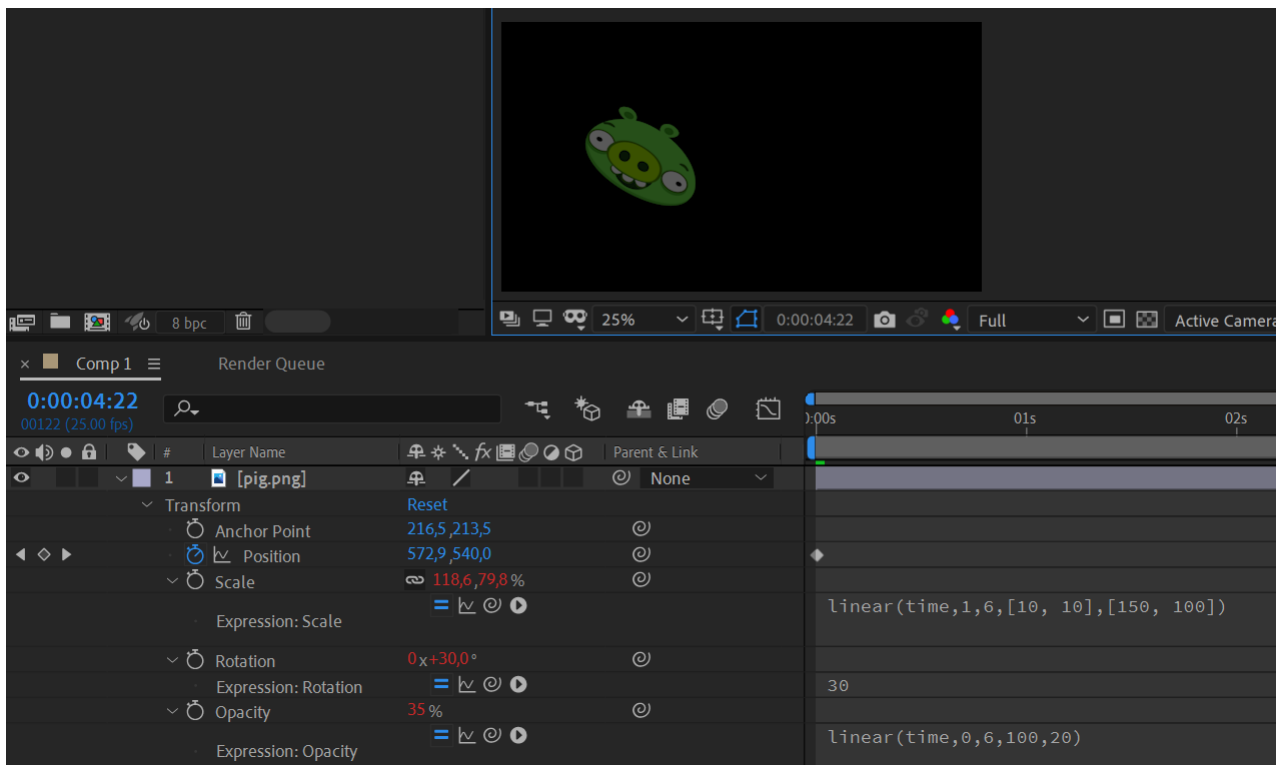 8 bpc
25%
0:00:04:22
Full
Active Camera
Comp 1
Render Queue
0:00:04:22
00122 (25.00 fps)
):00s 01s 02s
# Layer Name
fx
Parent & Link
1 [pig.png]
None
Transform
Reset
Anchor Point
216,5,213,5
Position
572,9,540,0
Scale
118,6,79,8%
Expression: Scale
linear(time,1,6,[10, 10],[150, 100])
Rotation
0x+30,0°
Expression: Rotation
30
Opacity
35%
Expression: Opacity
linear(time,0,6,100,20)